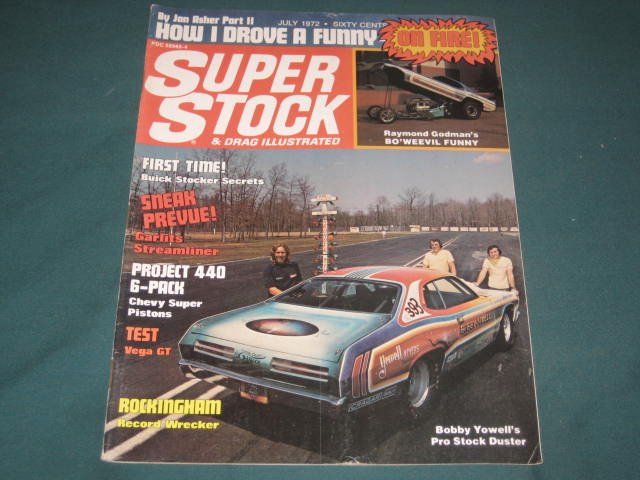 By Jon Asher Part II
JULY 1972 • SIXTY CENTS
HOW I DROVE A FUNNY
ON FIRE!
SUPER
STOCK
& DRAG ILLUSTRATED
Raymond Godman's
BO'WEEVIL FUNNY
FIRST TIME!
Buick Stocker Secrets
SNEAK
PREVUE!
Garlits
Streamliner
PROJECT 440
6-PACK
Chevy Super
Pistons
TEST
Vega GT
ROCKINGHAM
Record Wrecker
393
Yowell
Bobby Yowell's
Pro Stock Duster